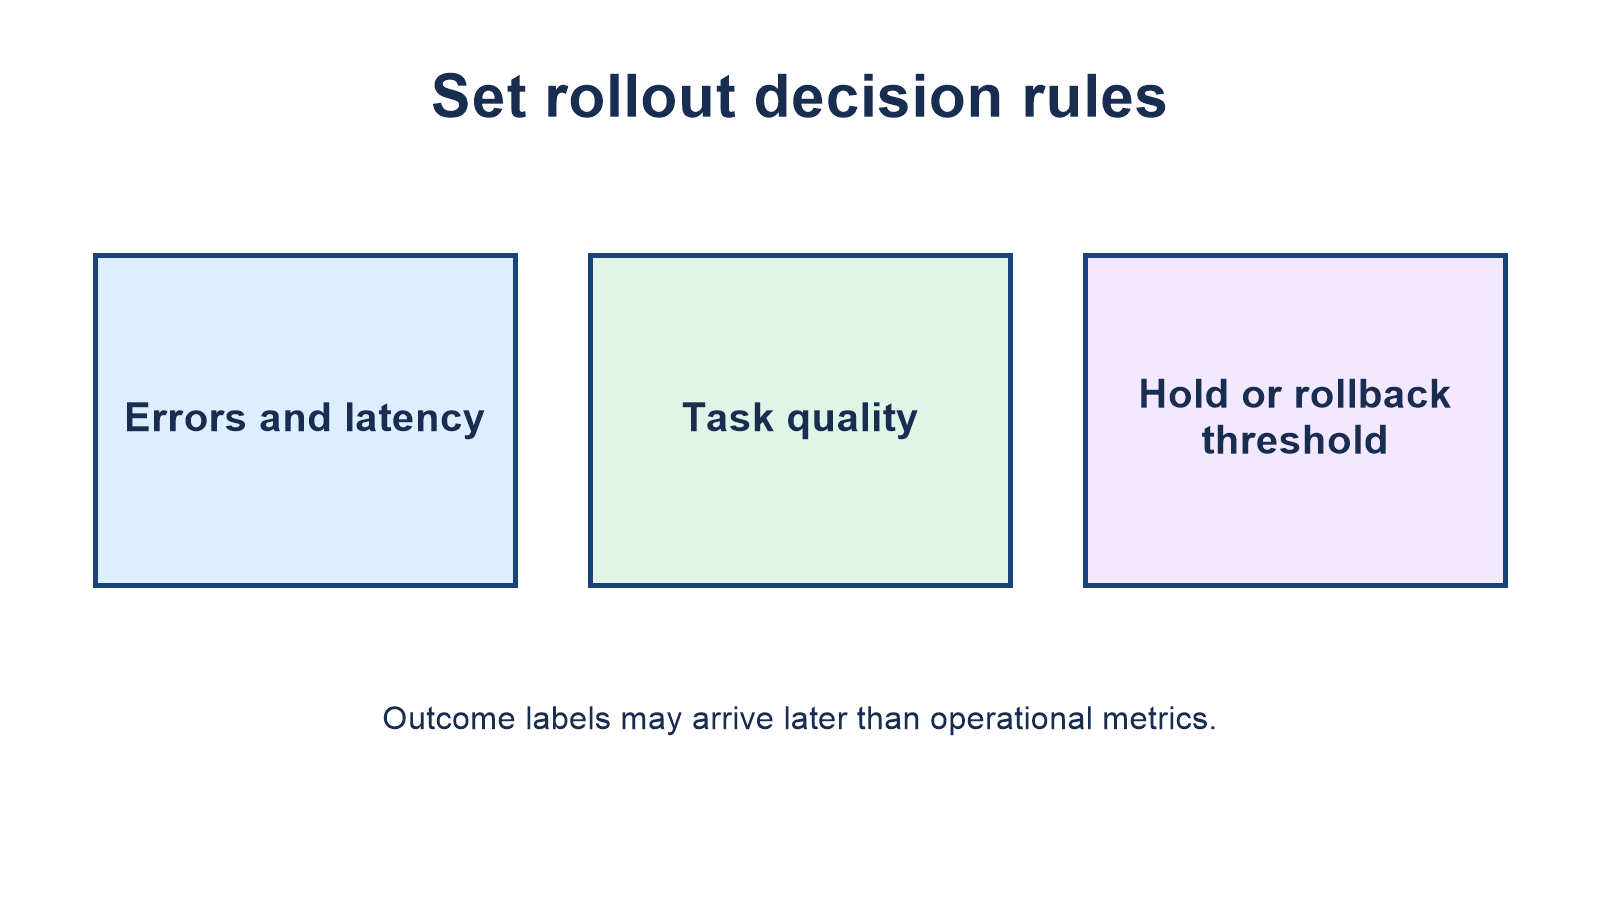 Set rollout decision rules
Errors and latency
Task quality
Hold or rollback
threshold
Outcome labels may arrive later than operational metrics.